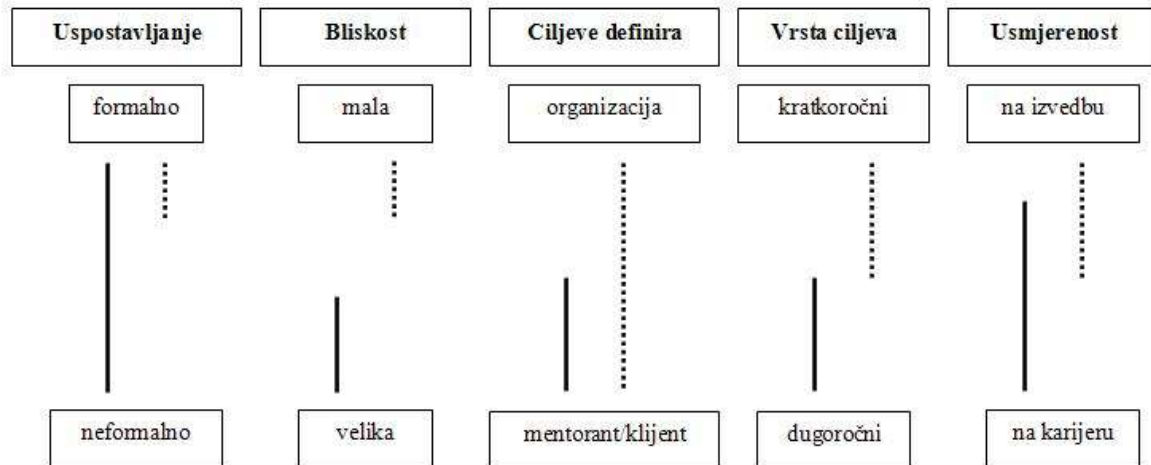 Uspostavljanje
Bliskost
Ciljeve definira
Vrsta ciljeva
Usmjerenost
formalno
mala
organizacija
kratkoročni
na izvedbu
neformalno
velika
mentorant/klijent
dugoročni
na karijeru